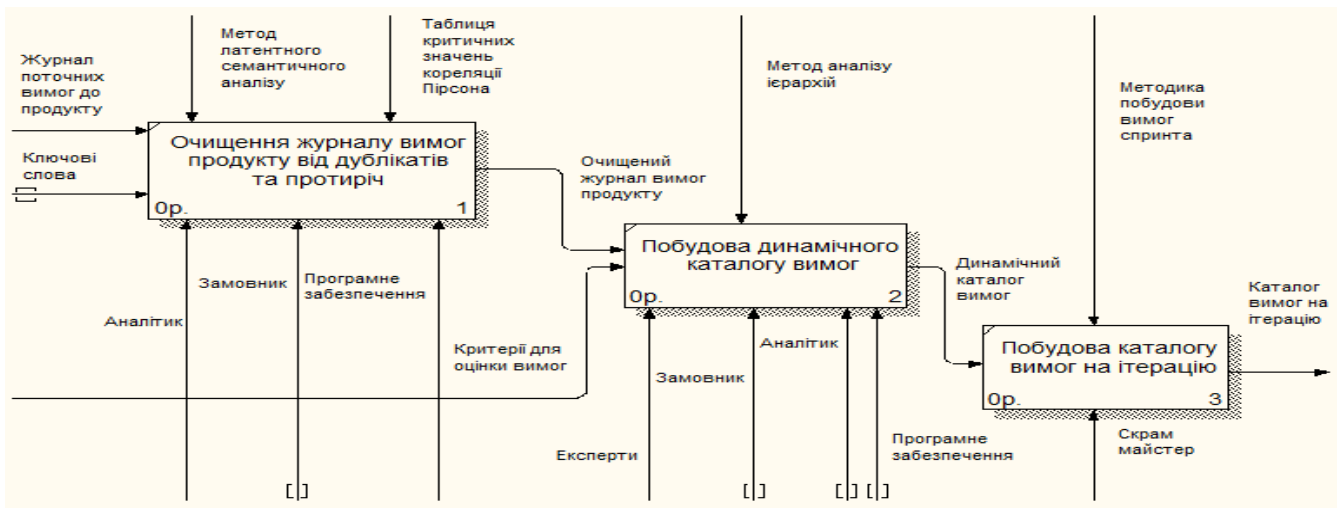 Журнал
поточних
вимог до
продукту
Метод
латентного
семантичного
аналізу
Таблиця
критичних
значень
кореляції
Пірсона
Метод аналізу
ієрархій
Методика
побудови
вимог
спринта
Ключові
слова
Очищення журналу вимог
продукту від дублікатів
та протиріч
0р. 1
Очищений
журнал вимог
продукту
Побудова динамічного
каталогу вимог
0р. 2
Динамічний
каталог
вимог
Каталог
вимог на
ітерацію
Побудова каталогу
вимог на ітерацію
0р. 3
Аналітик
Замовник
Програмне
забезпечення
Критерії для
оцінки вимог
Експерти
Замовник
Аналітик
Програмне
забезпечення
Скрам
майстер